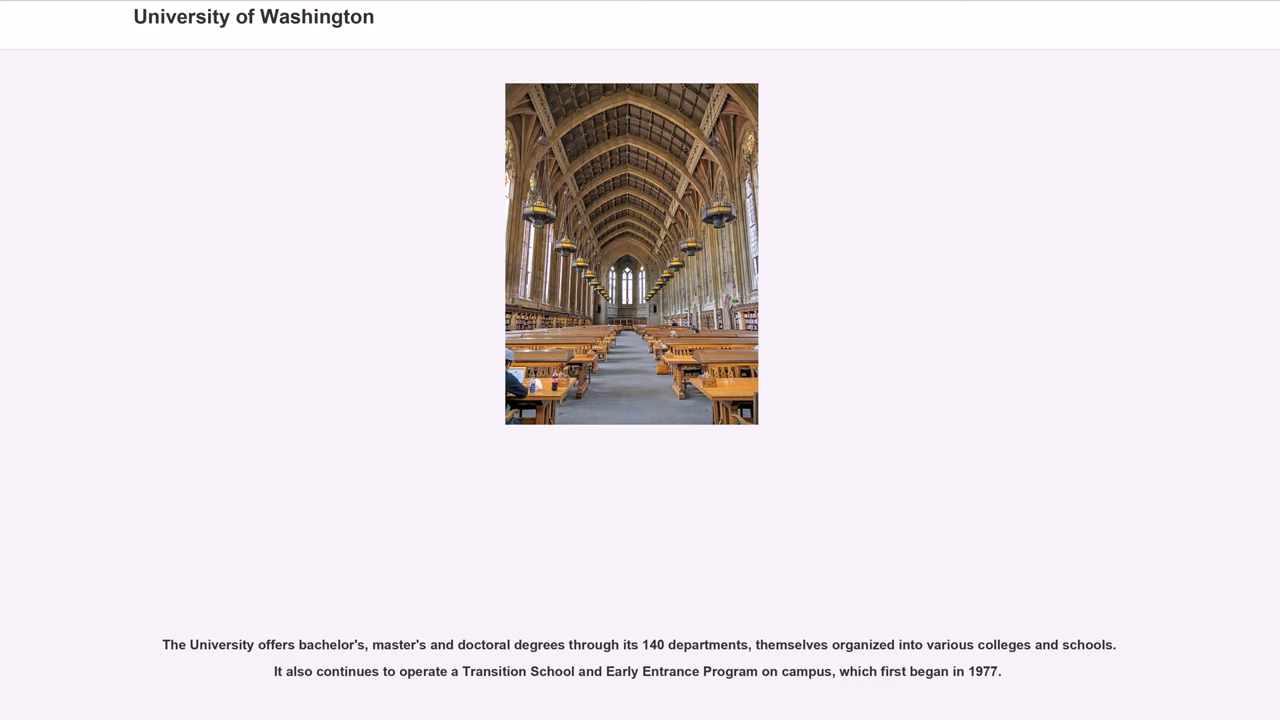 University of Washington
The University offers bachelor's, master's and doctoral degrees through its 140 departments, themselves organized into various colleges and schools.
It also continues to operate a Transition School and Early Entrance Program on campus, which first began in 1977.